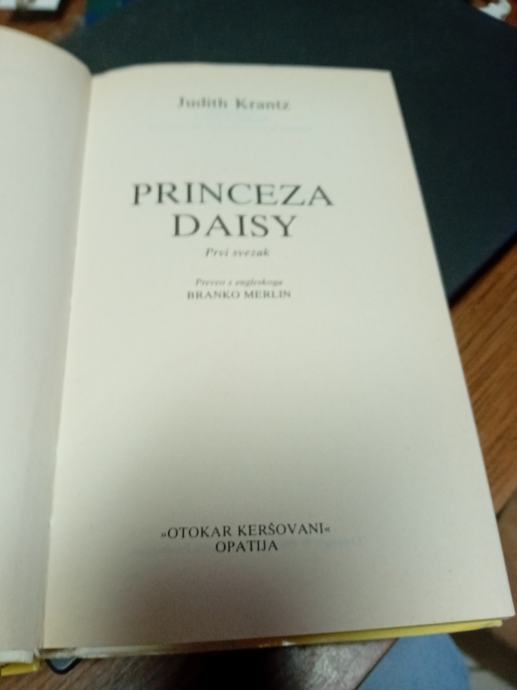 Judith Krantz
PRINCEZA
DAISY
Prvi svezak
Preveo s engleskoga
BRANKO MERLIN
»OTOKAR KERŠOVANI«
OPATIJA